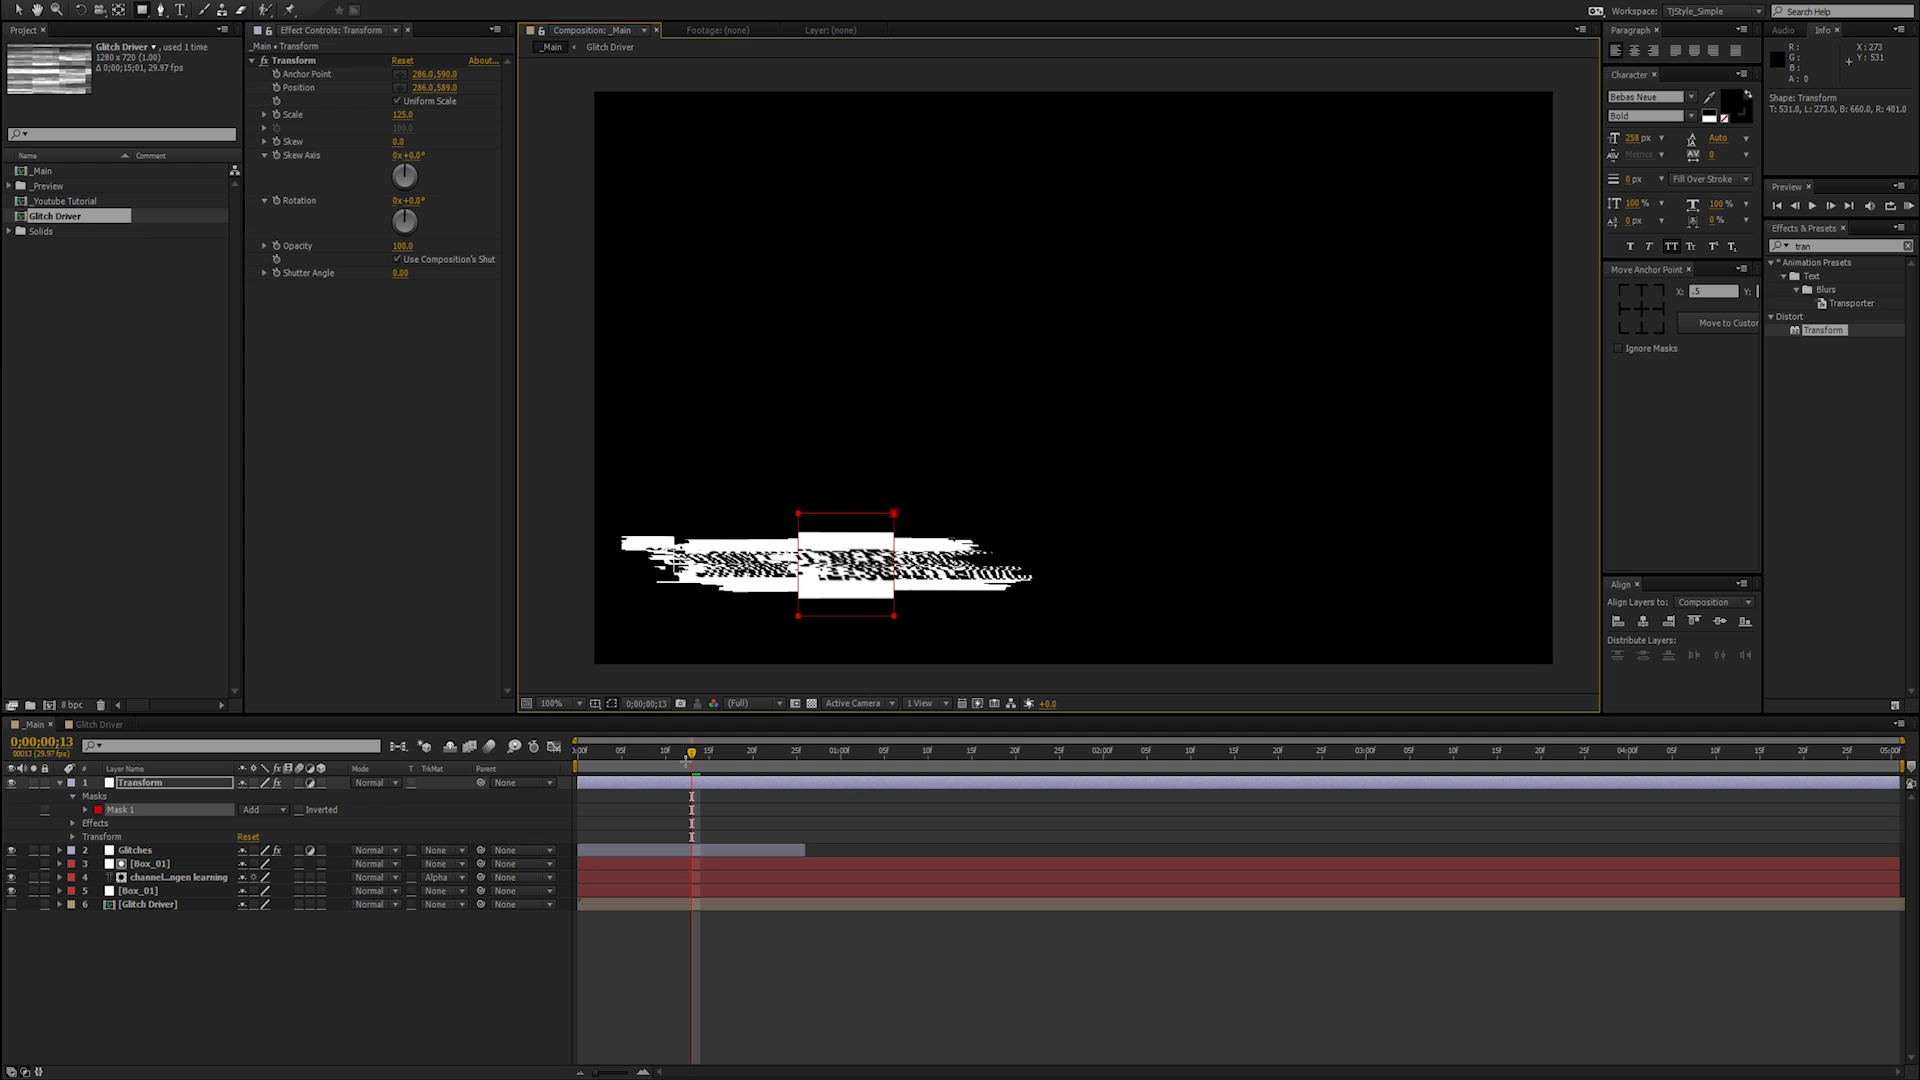 Workspace: TJStyle_Simple Search Help
Project Effect Controls: Transform Composition: _Main Footage: (none) Layer: (none) Paragraph Audio Info
_Main Glitch Driver
Glitch Driver , used 1 time
1280 x 720 (1.00)
Δ 0;00;15;01, 29.97 fps
_Main • Transform
Transform Reset About...
Anchor Point 286.0,590.0
Position 286.0,589.0
Uniform Scale
Scale 125.0
100.0
Skew 0.0
Skew Axis 0x+0.0°
Rotation 0x+0.0°
Opacity 100.0
Use Composition's Shut
Shutter Angle 0.00
Name Comment
_Main
_Preview
_Youtube Tutorial
Glitch Driver
Solids
8 bpc
100% 0;00;00;13 (Full) Active Camera 1 View +0.0
Character
Bebas Neue
Bold
258 px Auto
Metrics 0
0 px Fill Over Stroke
100 % 100 %
0 px 0 %
Move Anchor Point
X: .5 Y:
Move to Custor
Ignore Masks
Align
Align Layers to: Composition
Distribute Layers:
R:
G:
B:
A: 0
X: 273
Y: 531
Shape: Transform
T: 531.0, L: 273.0, B: 660.0, R: 401.0
Preview
Effects & Presets
tran
* Animation Presets
Text
Blurs
Transporter
Distort
Transform
_Main Glitch Driver
0;00;00;13
00013 (29.97 fps)
0:00F 05F 10F 15F 20F 25F 01:00F 05F 10F 15F 20F 25F 02:00F 05F 10F 15F 20F 25F 03:00F 05F 10F 15F 20F 25F 04:00F 05F 10F 15F 20F 25F 05:00F
# Layer Name Mode T TrkMat Parent
1 Transform Normal None
Masks
Mask 1 Add Inverted
Effects
Transform Reset
2 Glitches Normal None None
3 [Box_01] Normal None None
4 channel...ngen learning Normal Alpha None
5 [Box_01] Normal None None
6 [Glitch Driver] Normal None None